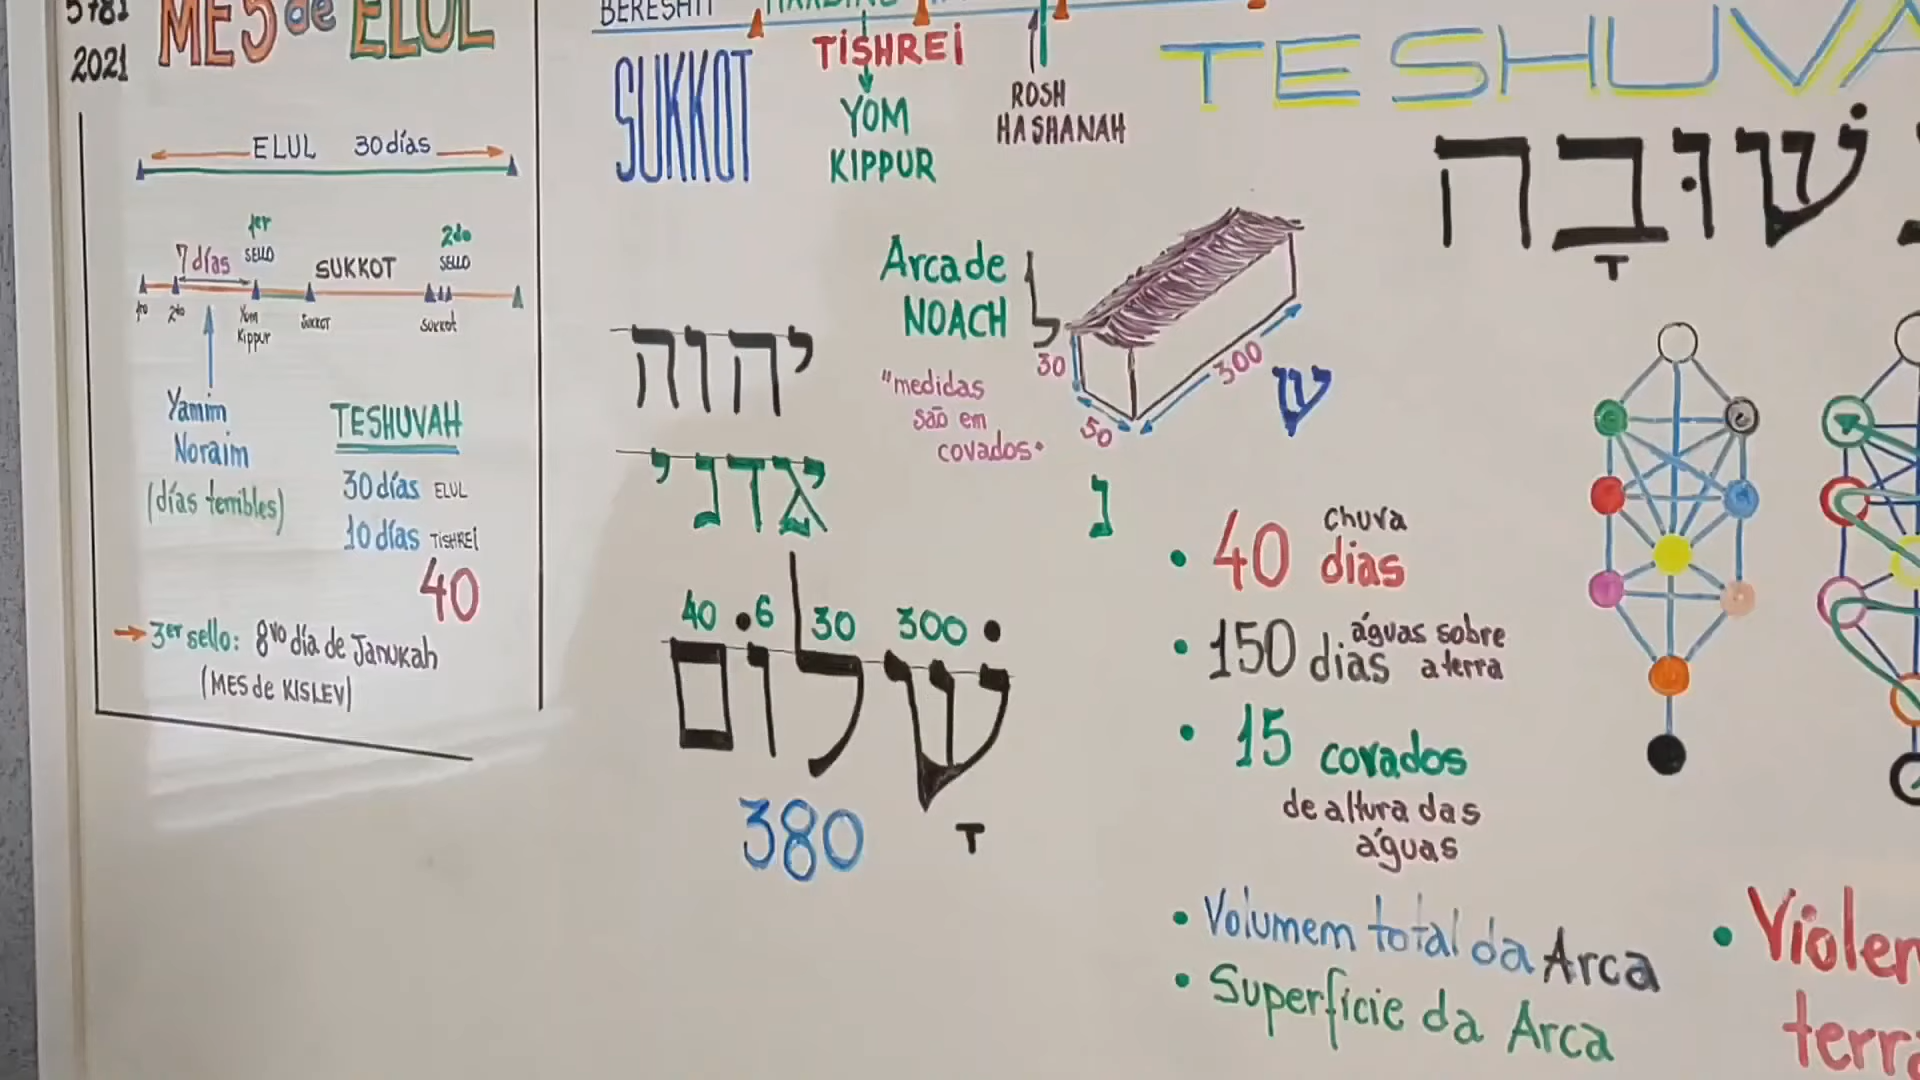 5781
2021
MES de ELUL
ELUL 30 días
7 días
1er
SELLO
SUKKOT
2do
SELLO
1ro
2do
Yom
Kippur
SUKKOT
Sukkot
Yamim
Noraim
(días terribles)
TESHUVAH
30 días ELUL
10 días TISHREI
40
3er sello: 8vo día de Janukah
(MES de KISLEV)
BERESHIT
SUKKOT
TISHREI
YOM
KIPPUR
ROSH
HASHANAH
TESHUVA
שׁוּבָה
Arca de
NOACH
"medidas
são em
covados"
ל
30
50
300
ש
נ
יהוה
אדני
40 6 30 300
שָׁלוֹם
380
40 dias chuva
150 dias águas sobre
a terra
15 covados
de altura das
águas
Volumem total da Arca
Superfície da Arca